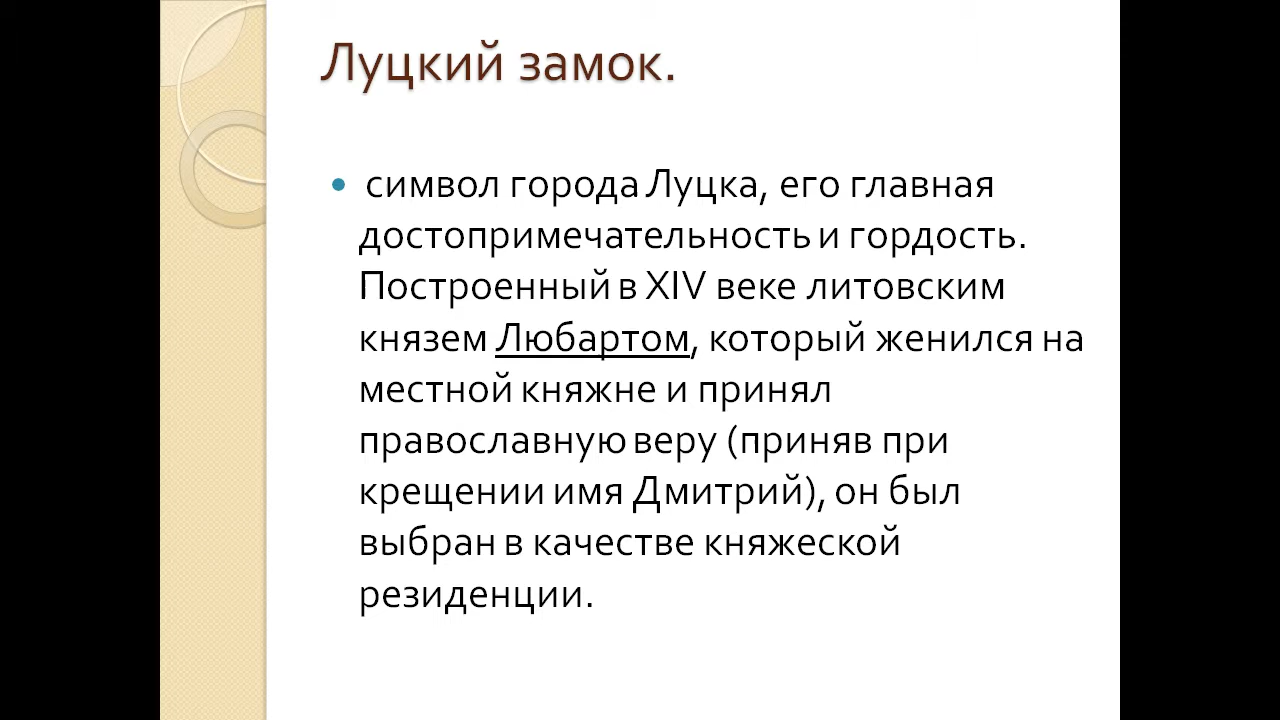 Луцкий замок.
• символ города Луцка, его главная
достопримечательность и гордость.
Построенный в XIV веке литовским
князем Любартом, который женился на
местной княжне и принял
православную веру (приняв при
крещении имя Дмитрий), он был
выбран в качестве княжеской
резиденции.